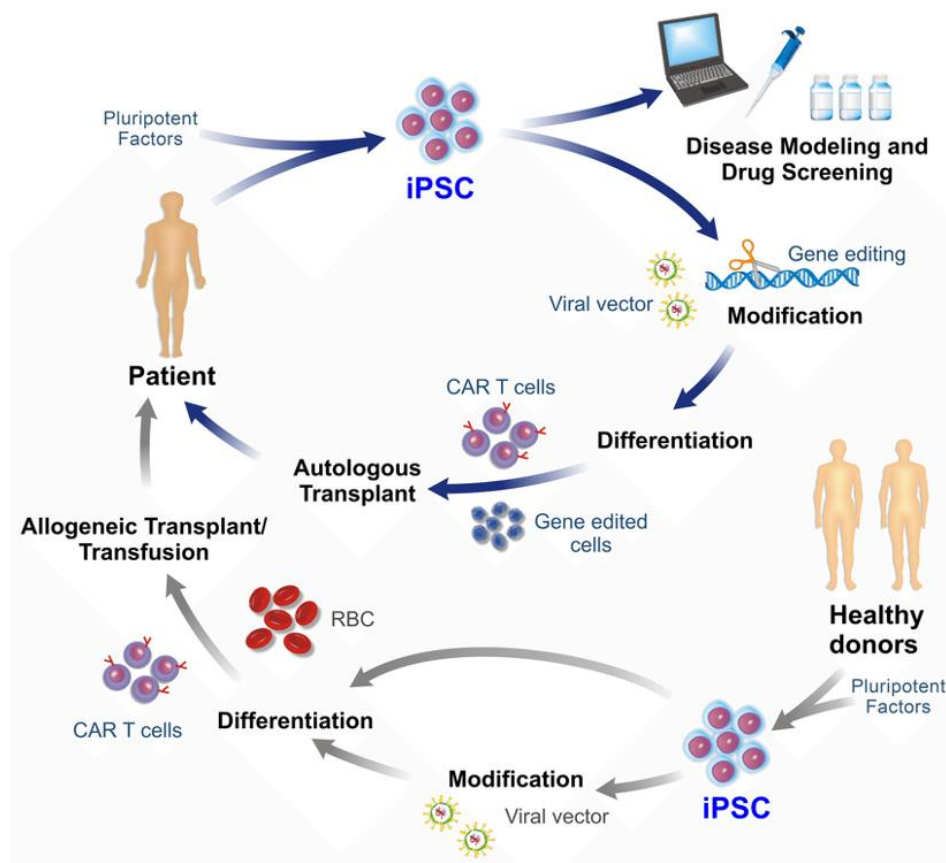 Pluripotent
Factors
iPSC
Disease Modeling and
Drug Screening
Gene editing
Viral vector
Modification
Patient
CAR T cells
Differentiation
Autologous
Transplant
Gene edited
cells
Allogeneic Transplant/
Transfusion
RBC
Healthy
donors
CAR T cells
Differentiation
Pluripotent
Factors
Modification
Viral vector
iPSC